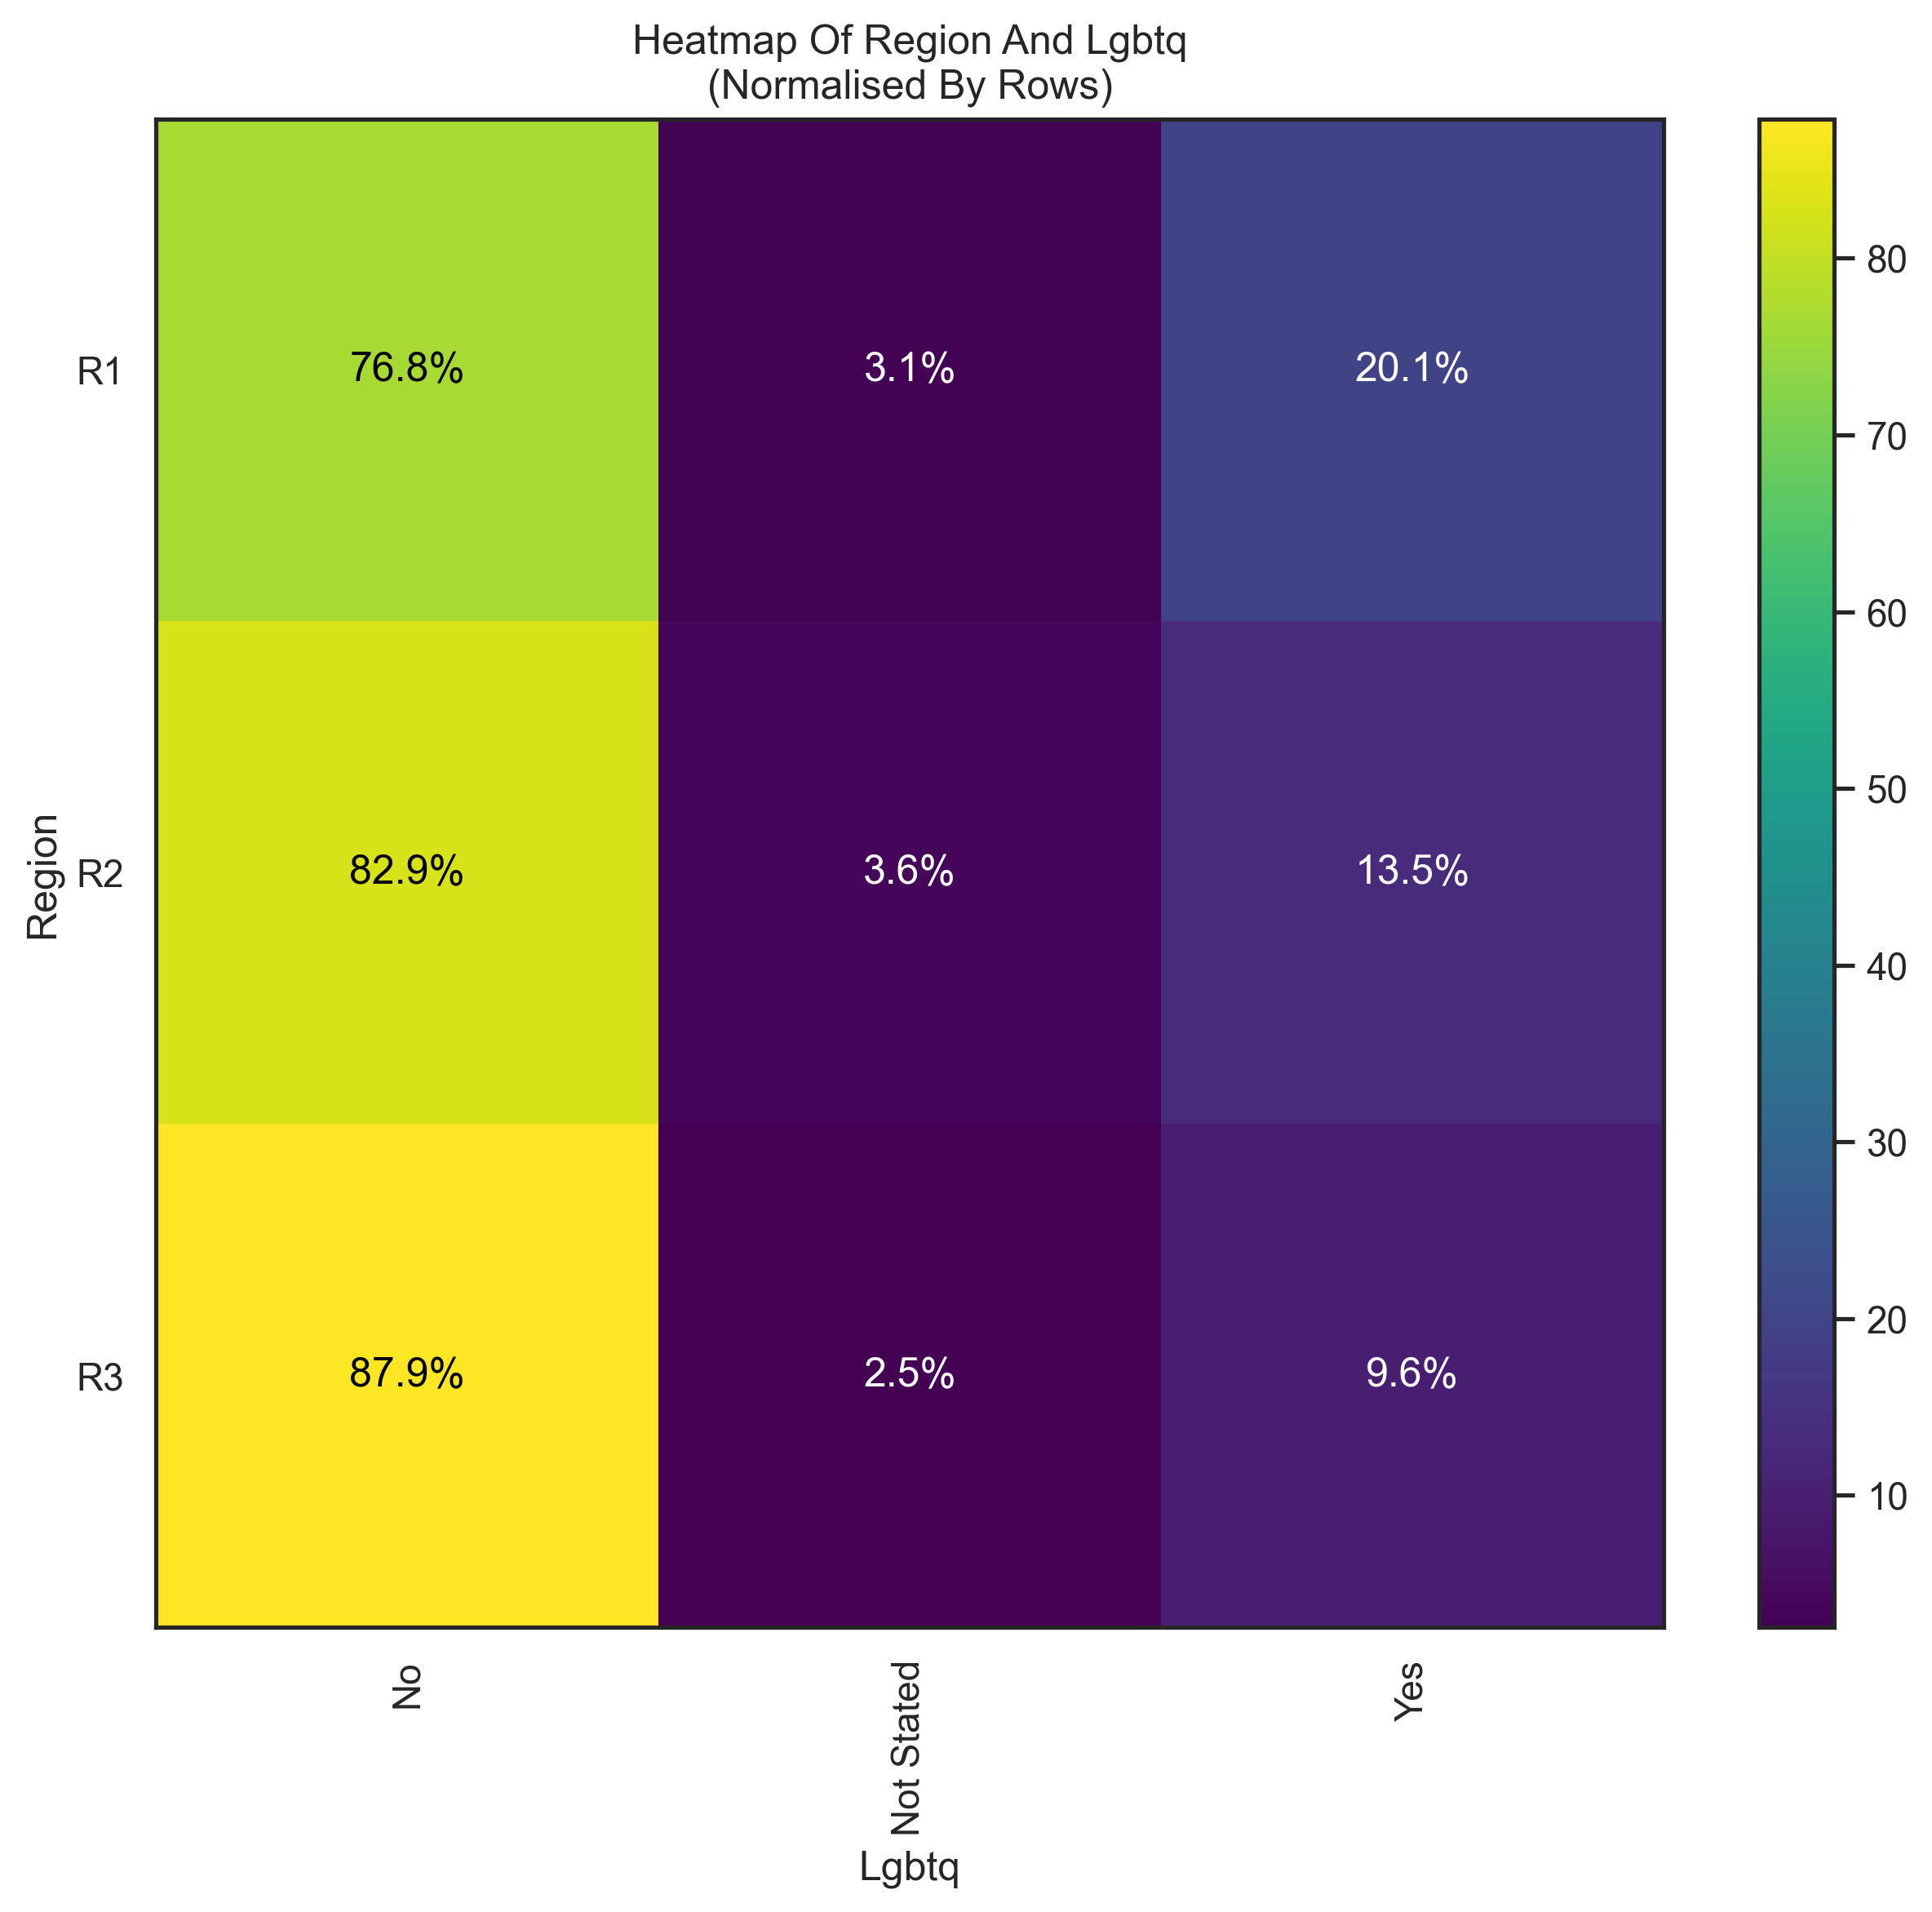 Heatmap Of Region And Lgbtq
(Normalised By Rows)
Region
R1
76.8%
3.1%
20.1%
R2
82.9%
3.6%
13.5%
R3
87.9%
2.5%
9.6%
No
Not Stated
Yes
Lgbtq
80
70
60
50
40
30
20
10